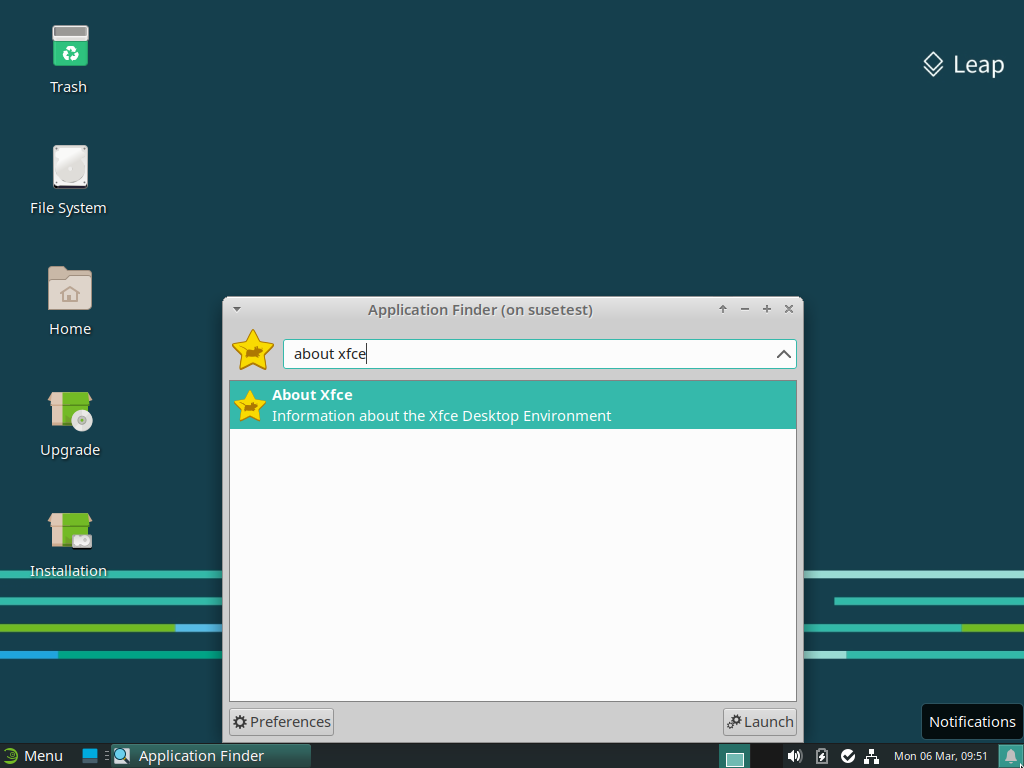 Trash
Leap
File System
Home
Upgrade
Installation
Application Finder (on susetest)
about xfce
About Xfce
Information about the Xfce Desktop Environment
Preferences
Launch
Notifications
Menu
Application Finder
Mon 06 Mar, 09:51